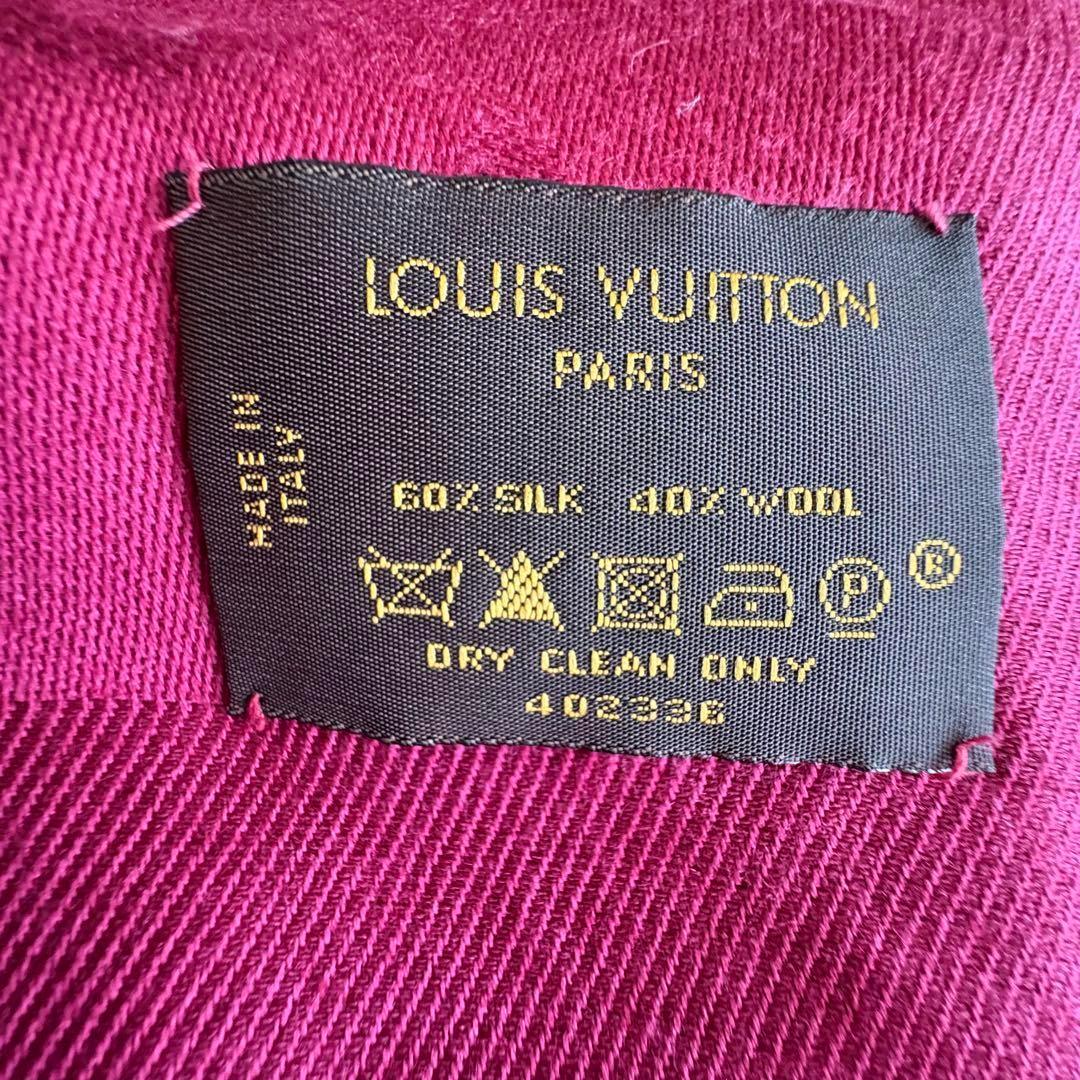 LOUIS VUITTON
PARIS
MADE IN
ITALY
60% SILK 40% WOOL
P
®
DRY CLEAN ONLY
402336